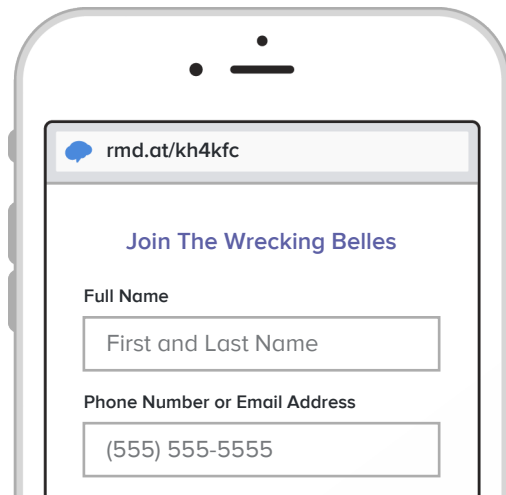 rmd.at/kh4kfc
Join The Wrecking Belles
Full Name
First and Last Name
Phone Number or Email Address
(555) 555-5555